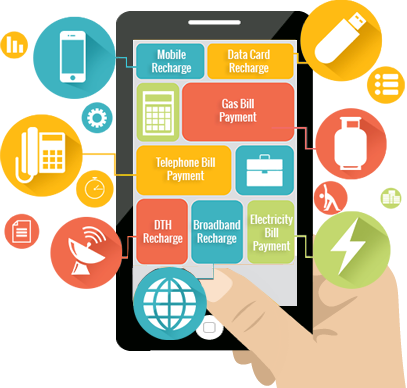 Mobile
Recharge
Data Card
Recharge
Gas Bill
Payment
Telephone Bill
Payment
DTH
Recharge
Broadband
Recharge
Electricity
Bill
Payment